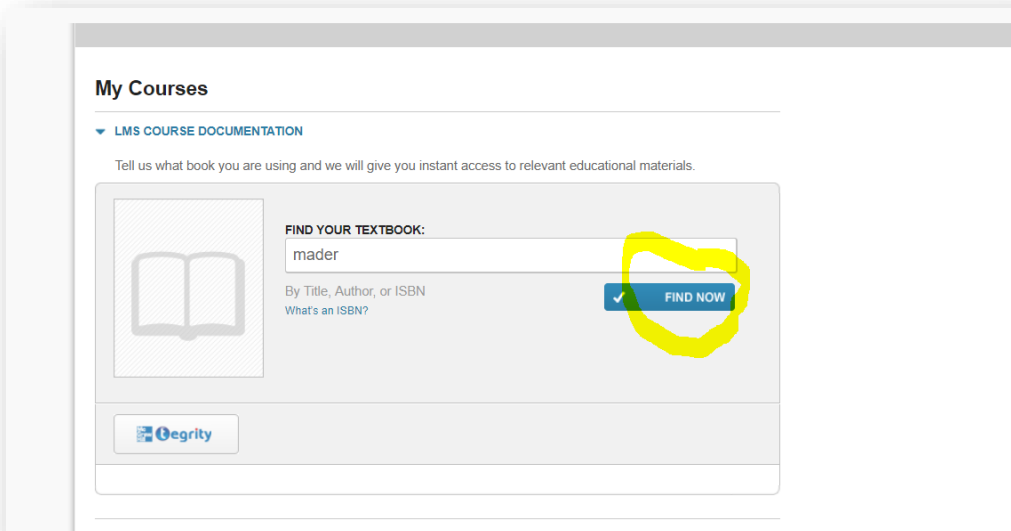 My Courses
LMS COURSE DOCUMENTATION
Tell us what book you are using and we will give you instant access to relevant educational materials.
FIND YOUR TEXTBOOK:
mader
By Title, Author, or ISBN
FIND NOW
What's an ISBN?
tegrity